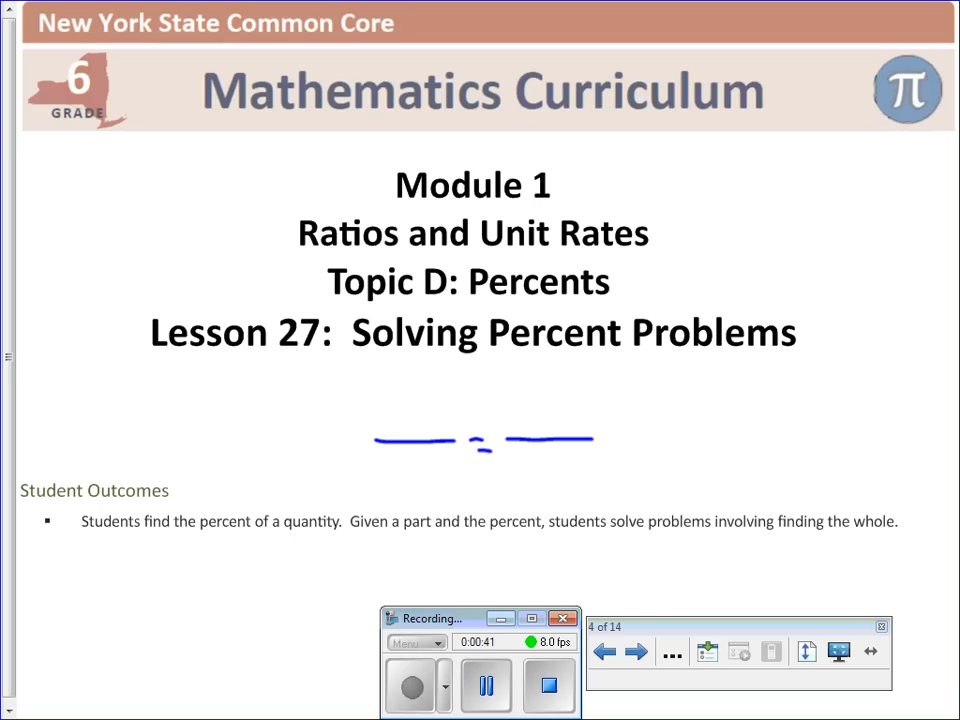 New York State Common Core
6
GRADE
Mathematics Curriculum
π
Module 1
Ratios and Unit Rates
Topic D: Percents
Lesson 27: Solving Percent Problems
Student Outcomes
▪ Students find the percent of a quantity. Given a part and the percent, students solve problems involving finding the whole.
Recording...
Menu
0:00:41
8.0 fps
4 of 14